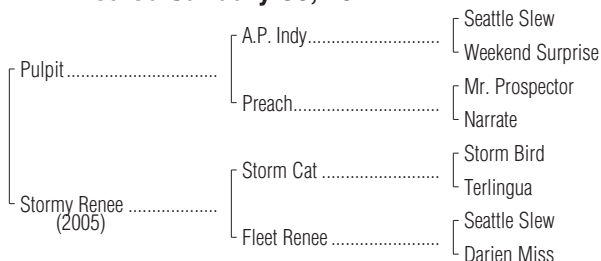 Seattle Slew
A.P. Indy
Weekend Surprise
Pulpit
Mr. Prospector
Preach
Narrate
Storm Bird
Storm Cat
Terlingua
Stormy Renee
(2005)
Seattle Slew
Fleet Renee
Darien Miss